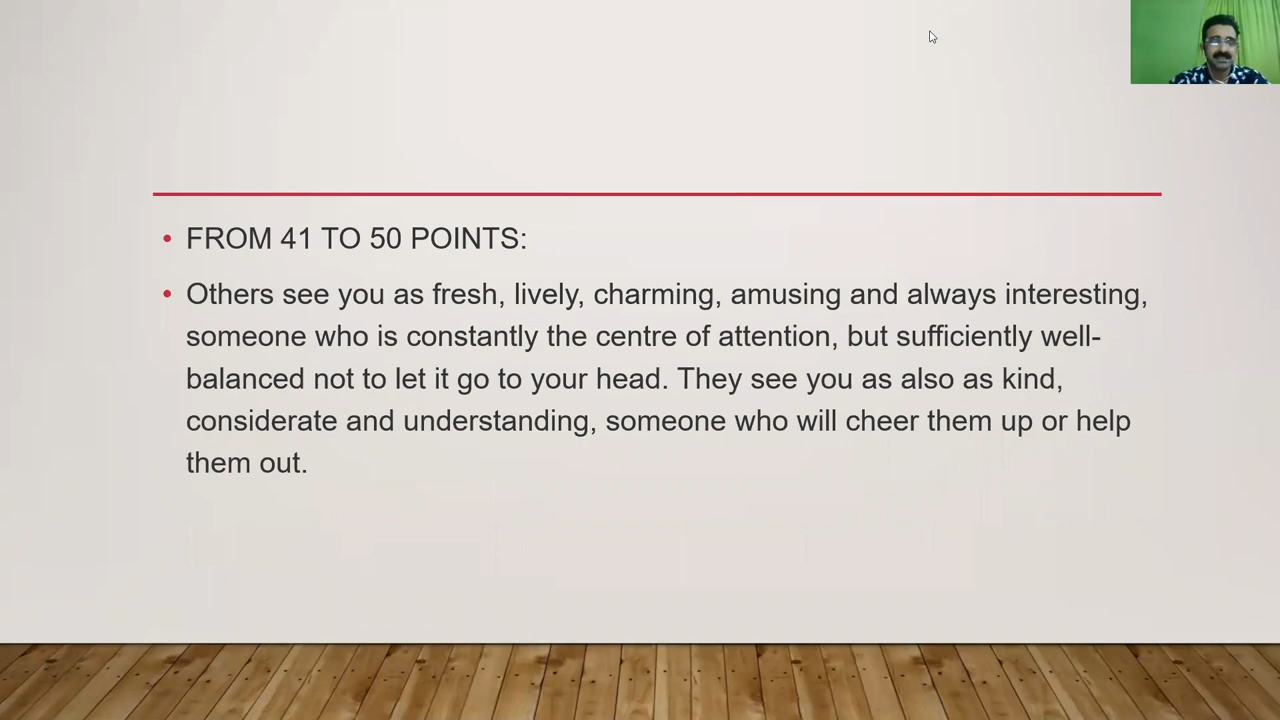 FROM 41 TO 50 POINTS:
Others see you as fresh, lively, charming, amusing and always interesting,
someone who is constantly the centre of attention, but sufficiently well-
balanced not to let it go to your head. They see you as also as kind,
considerate and understanding, someone who will cheer them up or help
them out.